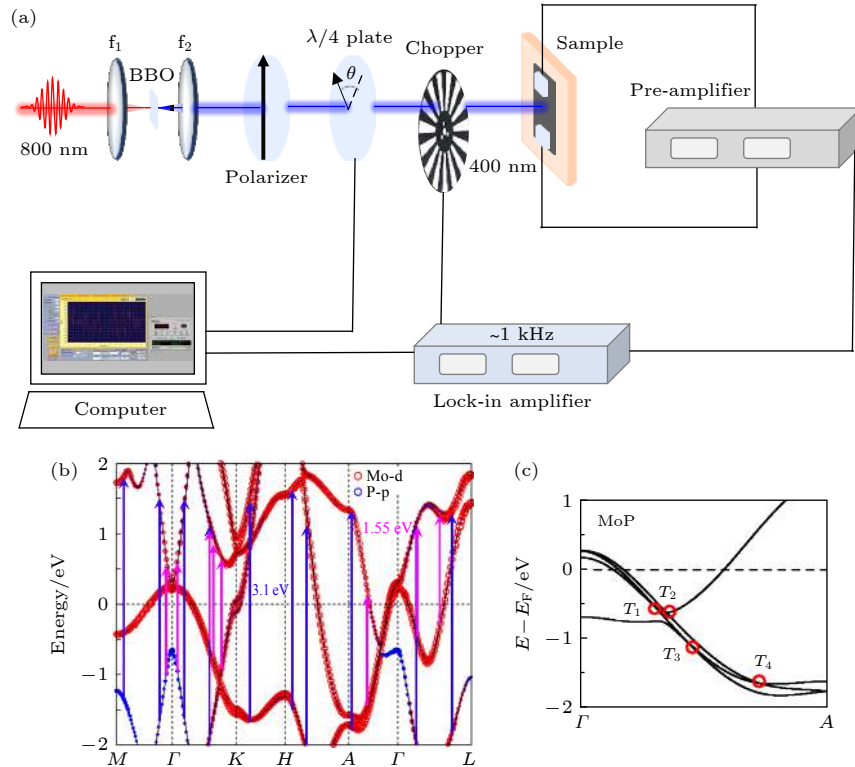 (a)
f₁
f₂
BBO
λ/4 plate
θ
Chopper
Sample
Pre-amplifier
800 nm
Polarizer
400 nm
~1 kHz
Computer
Lock-in amplifier
(b)
2
1
0
−1
−2
Energy/eV
Mo-d
P-p
1.55 eV
3.1 eV
M Γ K H A Γ L
(c)
1
0
−1
−2
E−E_F/eV
MoP
T₁
T₂
T₃
T₄
Γ A